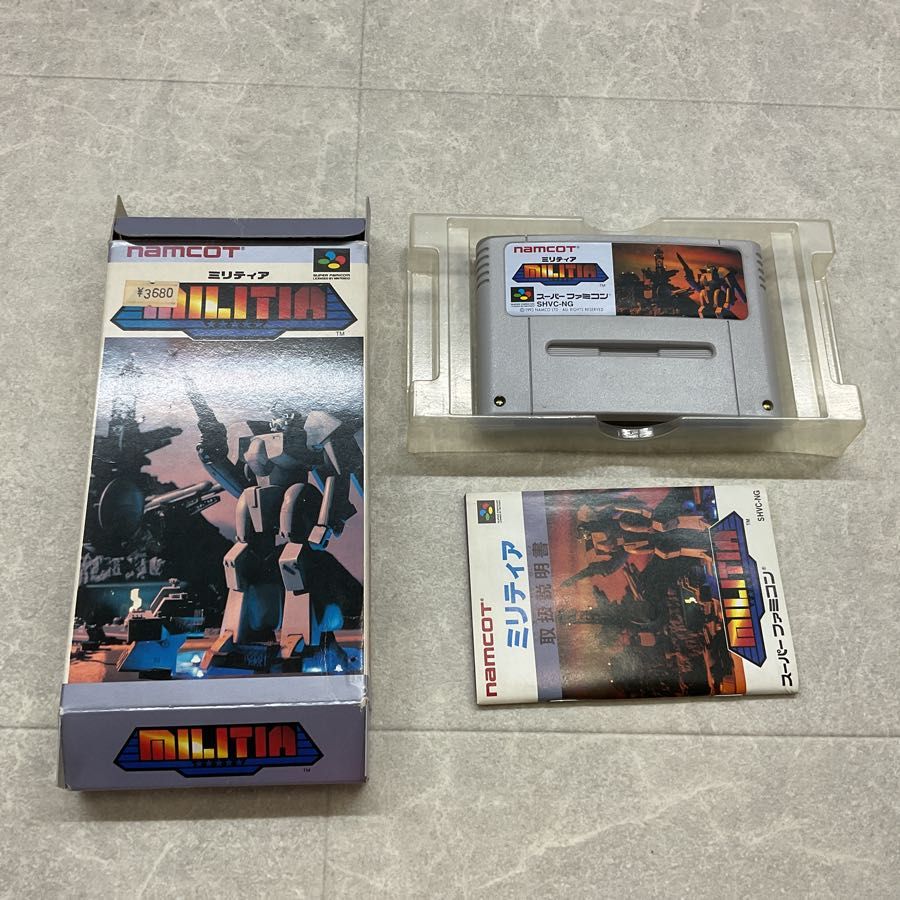 namcot®
ミリティア
SUPER FAMICOM
LICENSED BY NINTENDO
¥3680
MILITIA
TM
MILITIA
TM
namcot®
ミリティア
MILITIA
TM
スーパーファミコン®
SHVC-NG
© 1993 NAMCO LTD., ALL RIGHTS RESERVED
namcot®
ミリティア
取扱説明書
MILITIA
TM
スーパーファミコン®
SHVC-NG